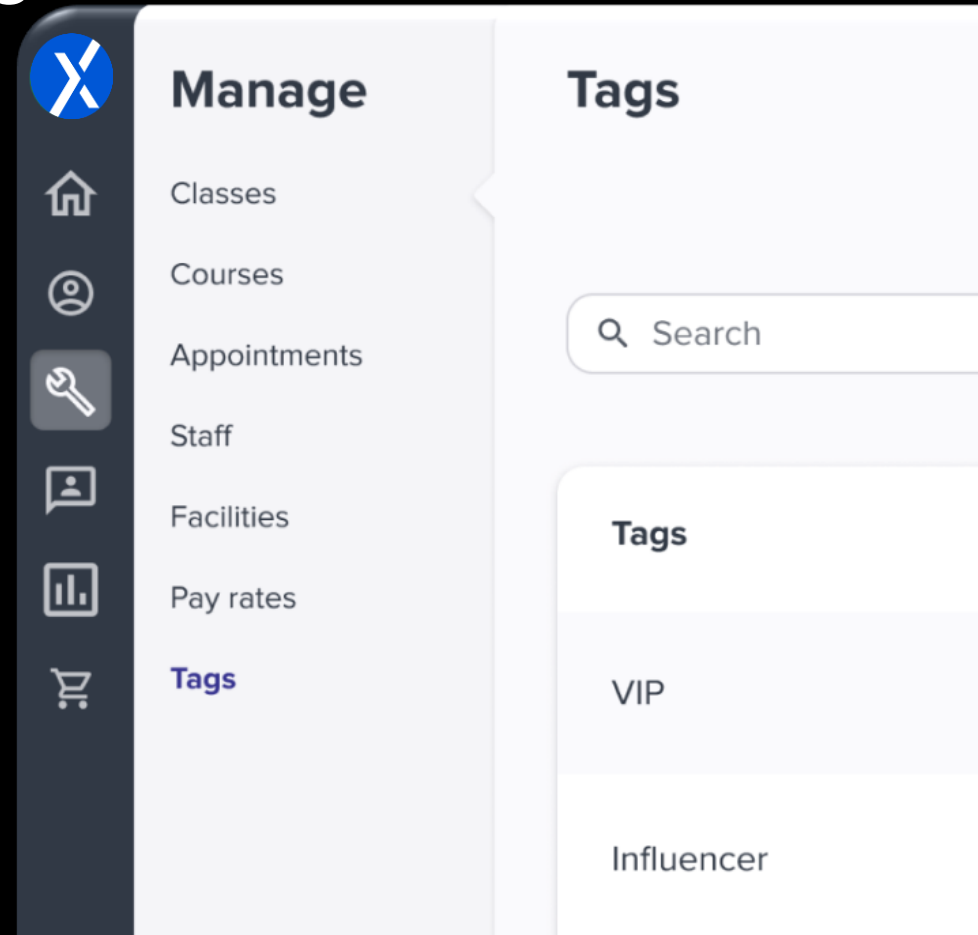 Manage
Classes
Courses
Appointments
Staff
Facilities
Pay rates
Tags
Tags
Search
Tags
VIP
Influencer